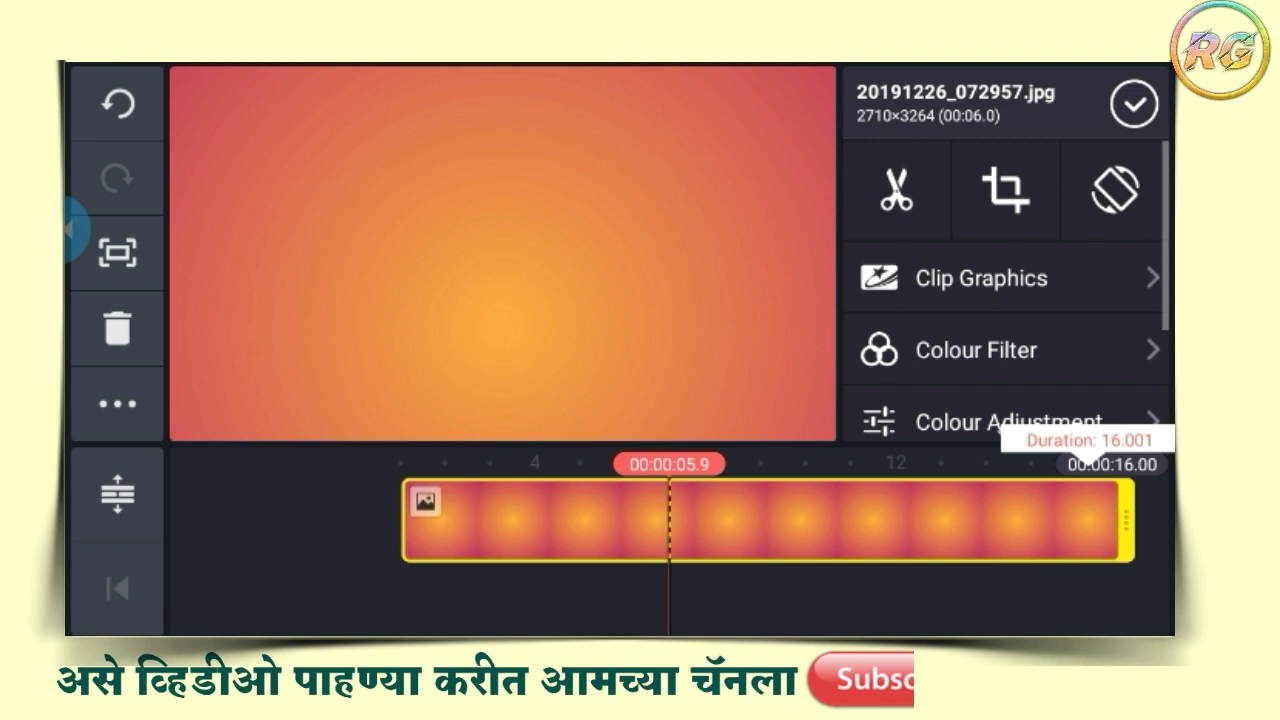 RG
20191226_072957.jpg
2710×3264 (00:06.0)
Clip Graphics
Colour Filter
Colour Adjustment
Duration: 16.001
4
00:00:05.9
12
00:00:16.00
असे व्हिडीओ पाहण्या करीत आमच्या चॅनला Subsc